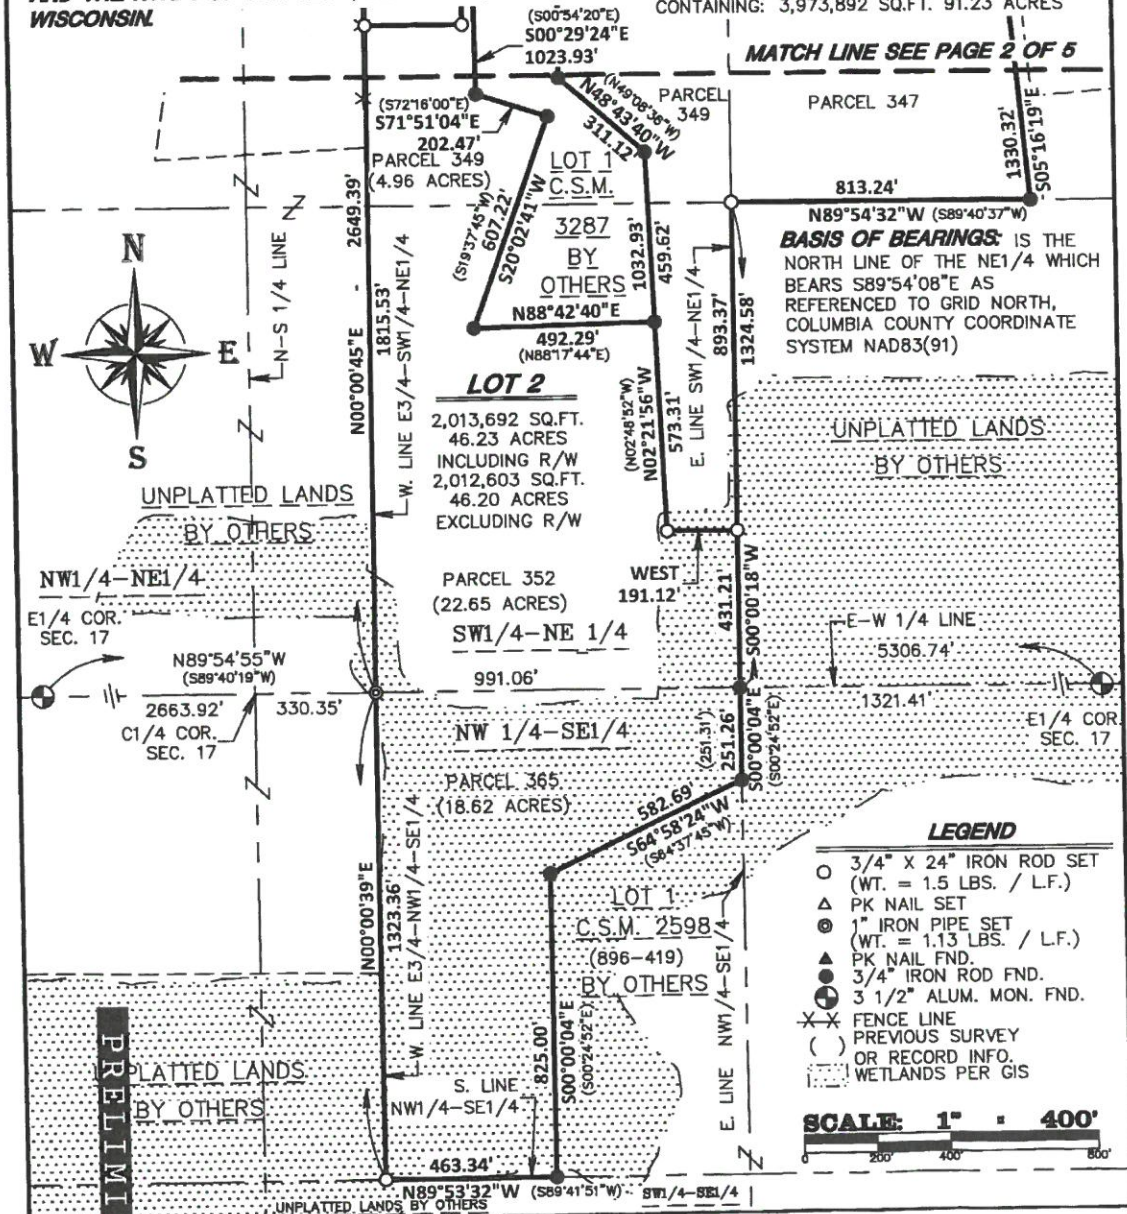 WISCONSIN.
(S00°54'20"E)
S00°29'24"E
1023.93'
CONTAINING: 3,973,892 SQ.FT. 91.23 ACRES
MATCH LINE SEE PAGE 2 OF 5
(S72°16'00"E)
S71°51'04"E
202.47'
PARCEL 349
(4.96 ACRES)
(N49°08'36"W)
N48°43'40"W
311.12'
PARCEL
349
PARCEL 347
1330.32'
S05°16'19"E
LOT 1
C.S.M.
3287
BY
OTHERS
(S19°37'45"W)
607.22'
S20°02'41"W
1032.93'
459.62'
813.24'
N89°54'32"W (S89°40'37"W)
BASIS OF BEARINGS: IS THE
NORTH LINE OF THE NE1/4 WHICH
BEARS S89°54'08"E AS
REFERENCED TO GRID NORTH,
COLUMBIA COUNTY COORDINATE
SYSTEM NAD83(91)
2649.39'
1815.53'
N00°00'45"E
W. LINE E3/4-SW1/4-NE1/4
N-S 1/4 LINE
N
W
E
S
N88°42'40"E
492.29'
(N88°17'44"E)
E. LINE SW1/4-NE1/4
893.37'
1324.58'
LOT 2
2,013,692 SQ.FT.
46.23 ACRES
INCLUDING R/W
2,012,603 SQ.FT.
46.20 ACRES
EXCLUDING R/W
(N02°48'52"W)
N02°21'56"W
573.31'
UNPLATTED LANDS
BY OTHERS
UNPLATTED LANDS
BY OTHERS
NW1/4-NE1/4
E1/4 COR.
SEC. 17
PARCEL 352
(22.65 ACRES)
SW1/4-NE 1/4
WEST
191.12'
431.21'
S00°00'18"W
E-W 1/4 LINE
5306.74'
N89°54'55"W
(S89°40'19"W)
2663.92'
330.35'
991.06'
1321.41'
C1/4 COR.
SEC. 17
E1/4 COR.
SEC. 17
NW 1/4-SE1/4
(251.31')
251.26'
S00°00'04"E
(S00°24'52"E)
PARCEL 365
(18.62 ACRES)
582.69'
S64°58'24"W
(S64°37'45"W)
N00°00'39"E
1323.36'
W. LINE E3/4-NW1/4-SE1/4
LOT 1
C.S.M. 2598
(896-419)
BY OTHERS
825.00'
S00°00'04"E
(S00°24'52"E)
E. LINE NW1/4-SE1/4
LEGEND
3/4" X 24" IRON ROD SET
(WT. = 1.5 LBS. / L.F.)
PK NAIL SET
1" IRON PIPE SET
(WT. = 1.13 LBS. / L.F.)
PK NAIL FND.
3/4" IRON ROD FND.
3 1/2" ALUM. MON. FND.
FENCE LINE
( ) PREVIOUS SURVEY
OR RECORD INFO.
WETLANDS PER GIS
PRELIMI
PLATTED LANDS
BY OTHERS
S. LINE
NW1/4-SE1/4
SCALE: 1" = 400'
0 200' 400' 800'
463.34'
N89°53'32"W (S89°41'51"W)
SW1/4-SE1/4
UNPLATTED LANDS BY OTHERS